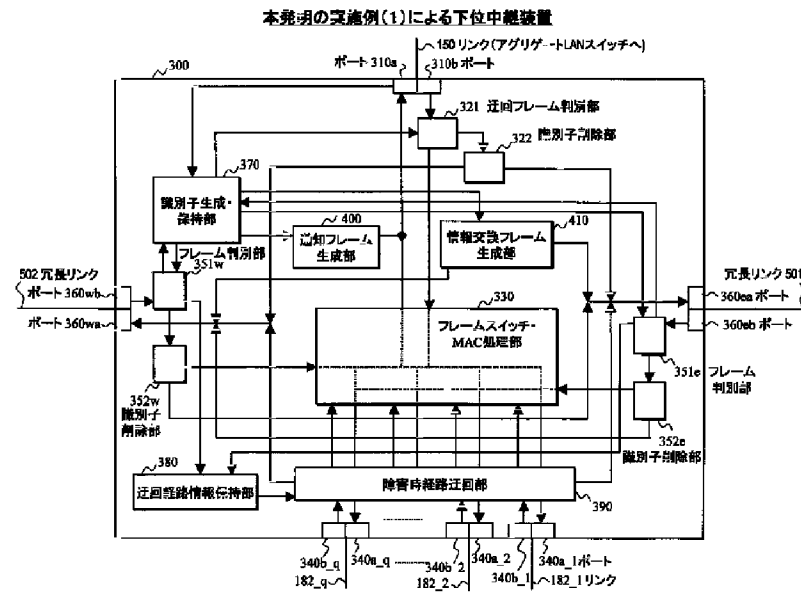 本発明の実施例(1)による下位中継装置
150 リンク(アグリゲートLANスイッチへ)
ポート 310a
310b ポート
300
321 迂回フレーム判別部
322 識別子削除部
370
識別子生成・
保持部
400
通知フレーム
生成部
410
情報交換フレーム
生成部
フレーム判別部
351w
502 冗長リンク
ポート 360wb
ポート 360wa
冗長リンク 501
360ea ポート
360eb ポート
330
フレームスイッチ・
MAC処理部
351e フレーム
判別部
352w
識別子
削除部
352e
識別子削除部
380
迂回経路情報保持部
障害時経路迂回部
390
340b_q
340a_q
340b_2
340a_2
340b_1
340a_1ポート
182_q
182_2
182_1リンク